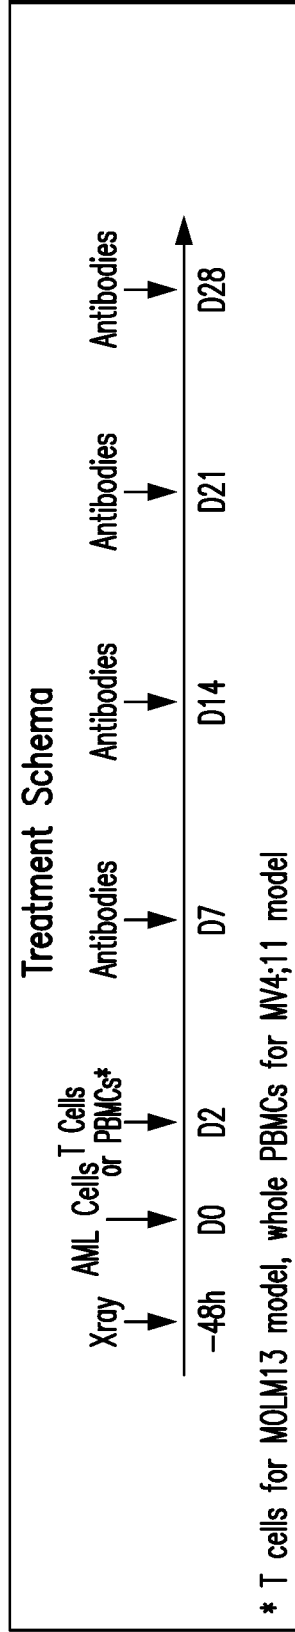 Treatment Schema
Xray
AML Cells
T Cells
or PBMCs*
Antibodies
Antibodies
Antibodies
Antibodies
-48h
D0
D2
D7
D14
D21
D28
* T cells for MOLM13 model, whole PBMCs for MV4;11 model